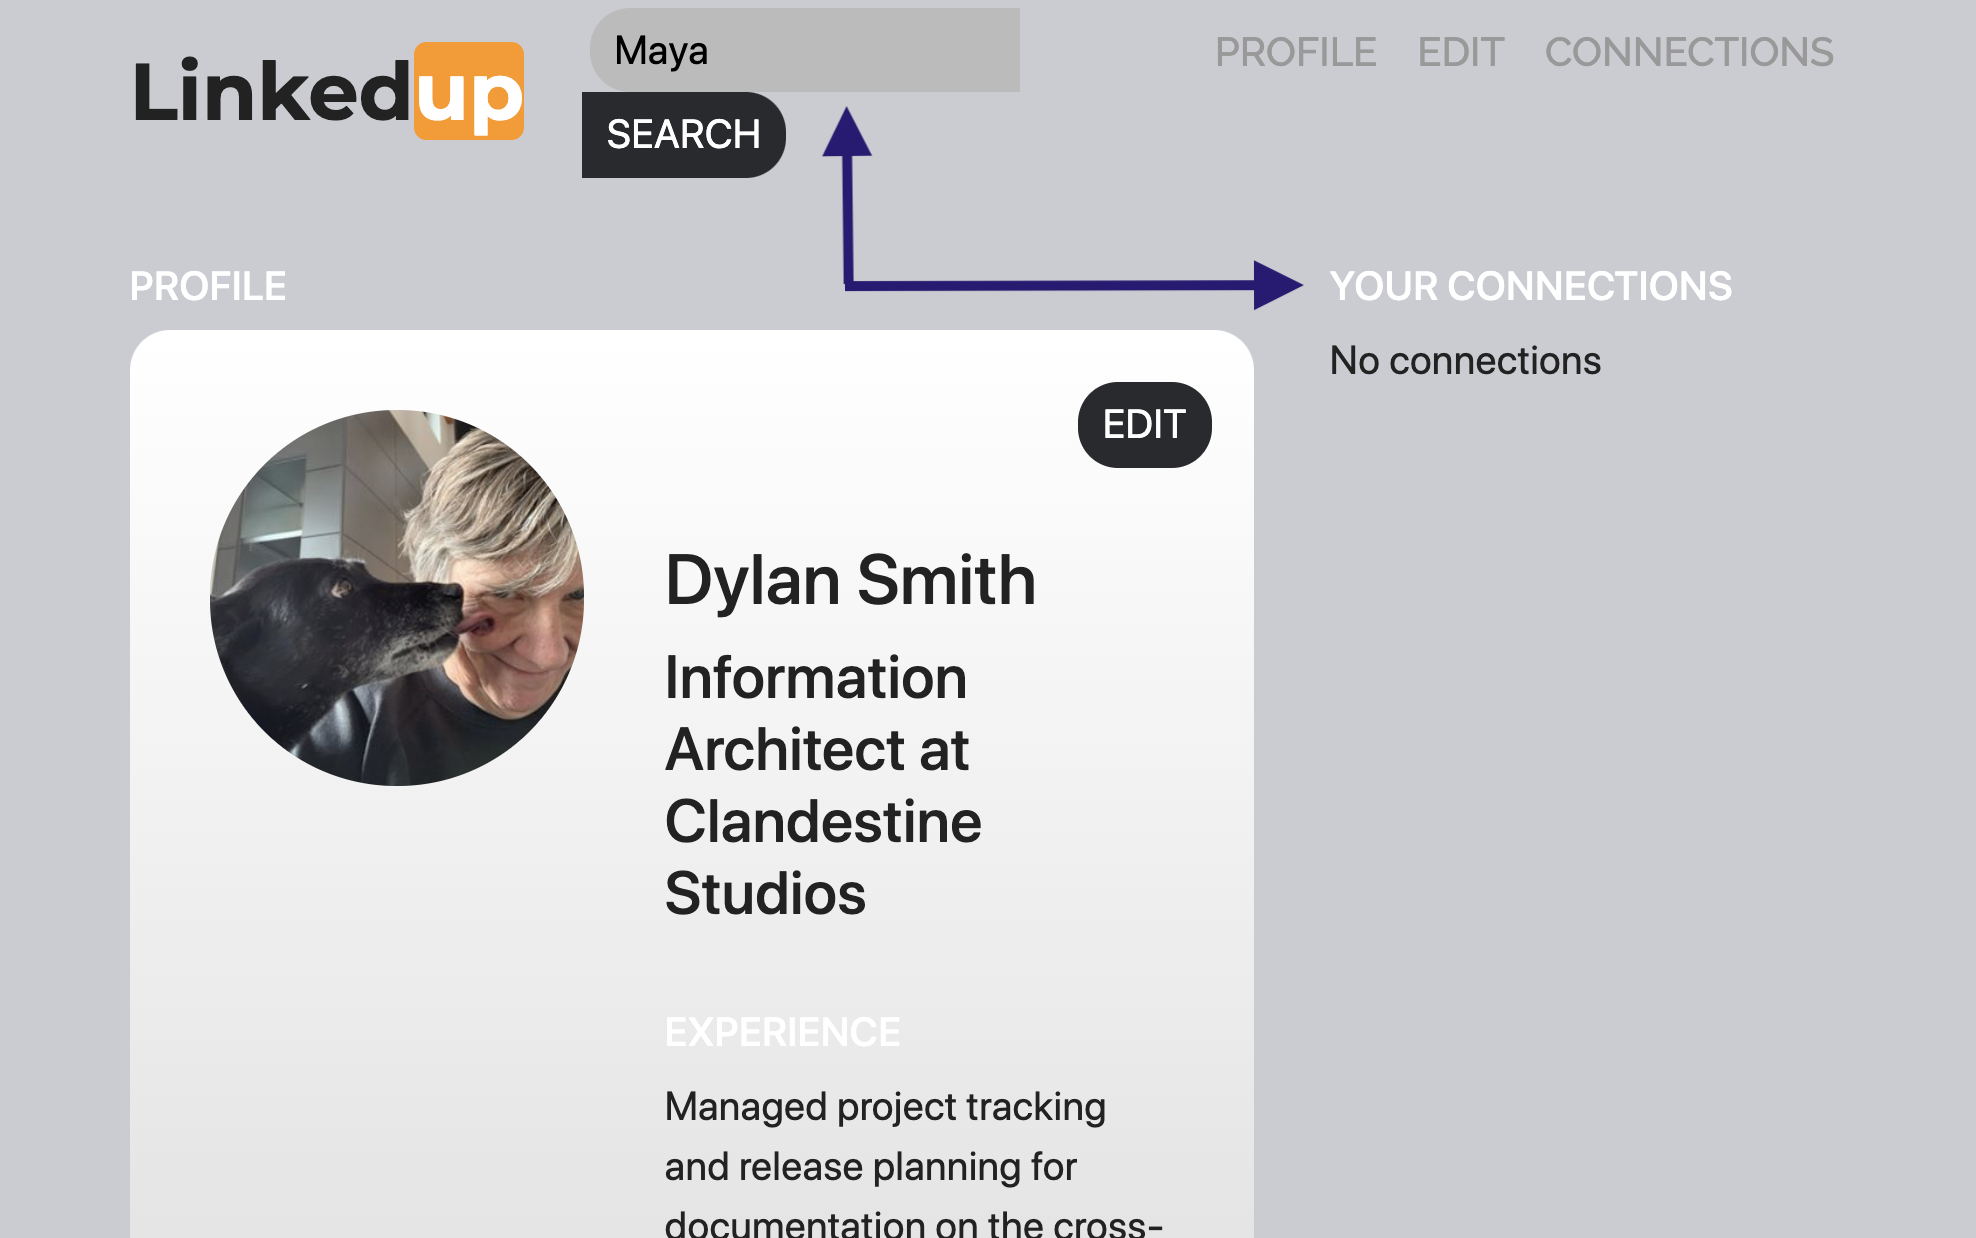 Linkedup
Maya
SEARCH
PROFILE EDIT CONNECTIONS
PROFILE
EDIT
Dylan Smith
Information
Architect at
Clandestine
Studios
EXPERIENCE
Managed project tracking
and release planning for
documentation on the cross-
YOUR CONNECTIONS
No connections